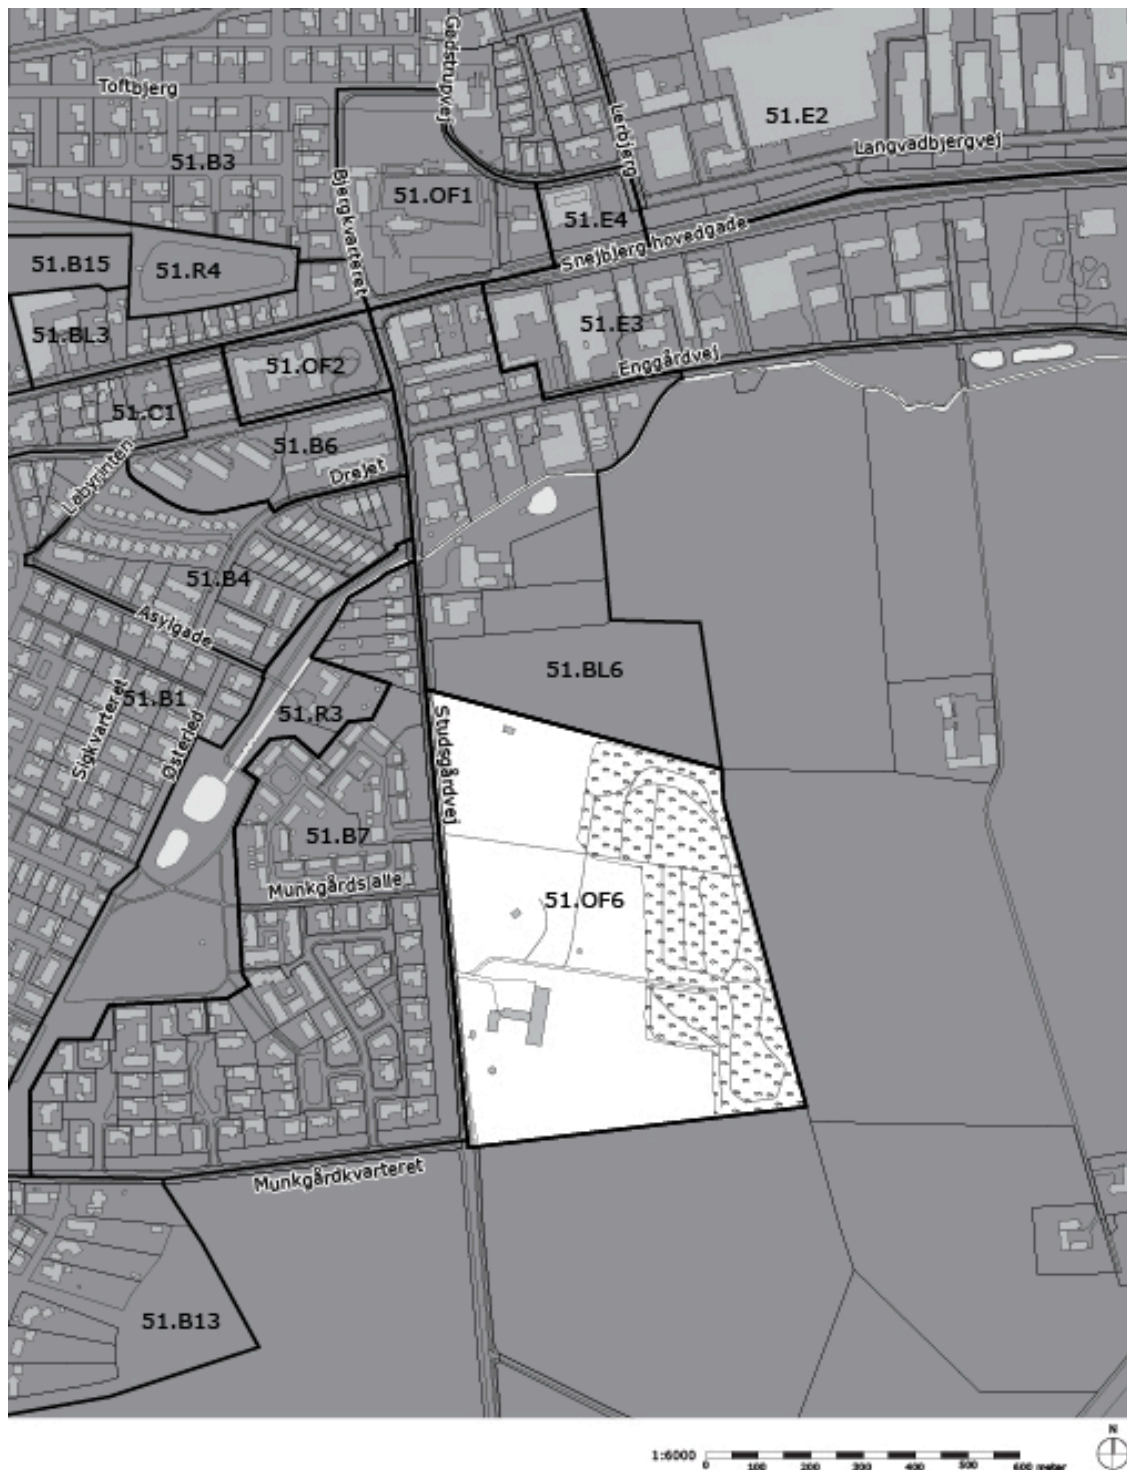 Gødstrupvej
Toftbjerg
51.E2
Lerbjerg
Langvadbjergvej
51.B3
Bjergkvarteret
51.OF1
51.E4
Snejbjerg hovedgade
51.B15
51.R4
51.BL3
51.E3
51.OF2
Enggårdvej
51.C1
51.B6
Labyrinten
Drejet
51.B4
Asylgade
51.BL6
Sigkvarteret
51.B1
Østerled
51.R3
Studsgårdvej
51.B7
Munkgårdsjalle
51.OF6
Munkgårdkvarteret
51.B13
N
1:6000
0 100 200 300 400 500 600 meter